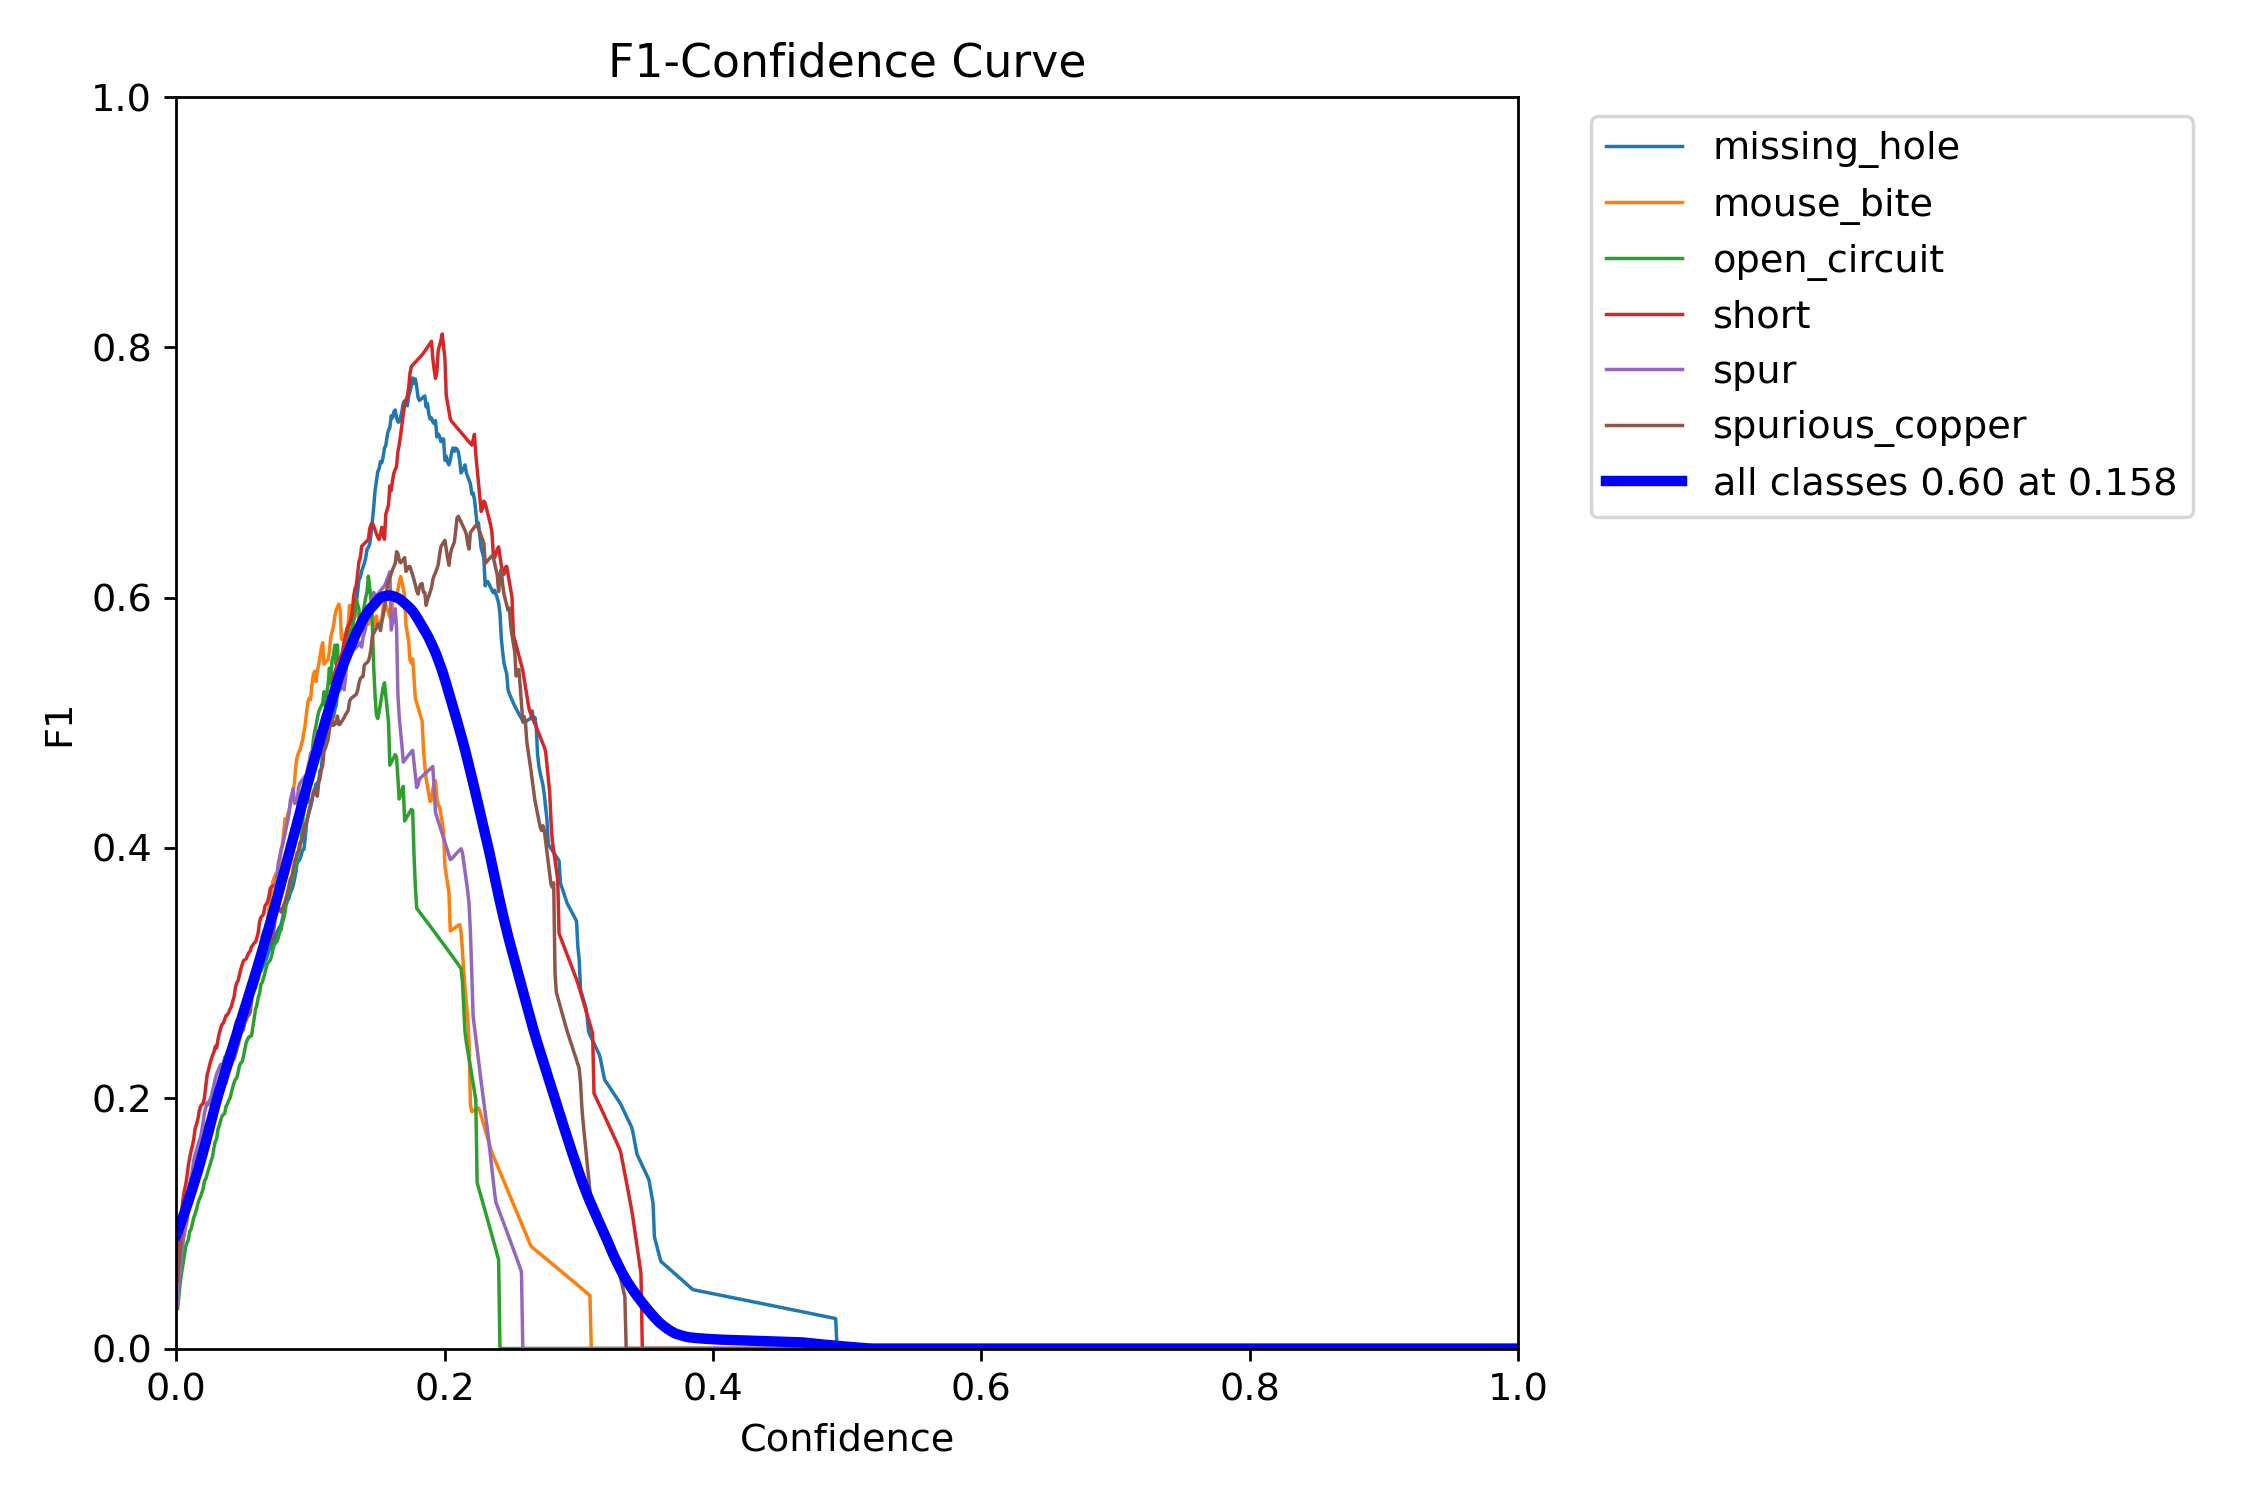 F1-Confidence Curve
1.0
0.8
0.6
0.4
0.2
0.0
F1
0.0 0.2 0.4 0.6 0.8 1.0
Confidence
missing_hole
mouse_bite
open_circuit
short
spur
spurious_copper
all classes 0.60 at 0.158